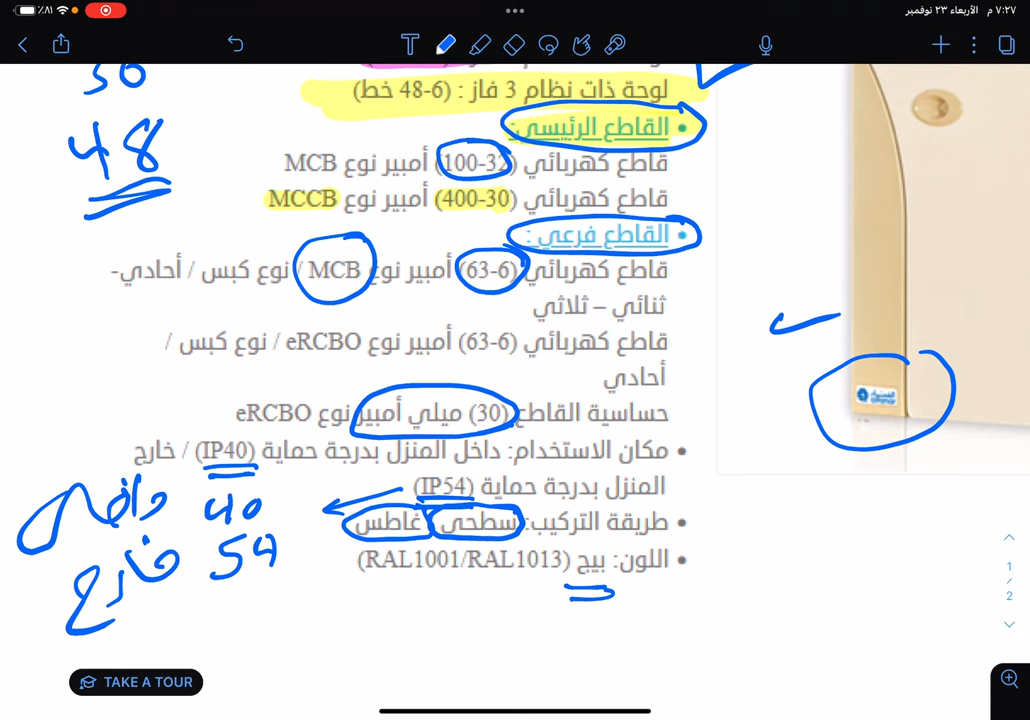 ٧:٢٧ م الأربعاء ٢٣ نوفمبر
٪٨١
T
30
48
لوحة ذات نظام 3 فاز : (6-48 خط)
• القاطع الرئيسي:
قاطع كهربائي (32-100) أمبير نوع MCB
قاطع كهربائي (30-400) أمبير نوع MCCB
• القاطع فرعي :
قاطع كهربائي (6-63) أمبير نوع MCB / نوع كبس / أحادي-
ثنائي – ثلاثي
قاطع كهربائي (6-63) أمبير نوع eRCBO / نوع كبس /
أحادي
حساسية القاطع (30) ميلي أمبير نوع eRCBO
• مكان الاستخدام: داخل المنزل بدرجة حماية (IP40) / خارج
المنزل بدرجة حماية (IP54)
• طريقة التركيب: سطحي غاطس
• اللون: بيج (RAL1001/RAL1013)
40 داخل
54 خارج
1
/
2
TAKE A TOUR